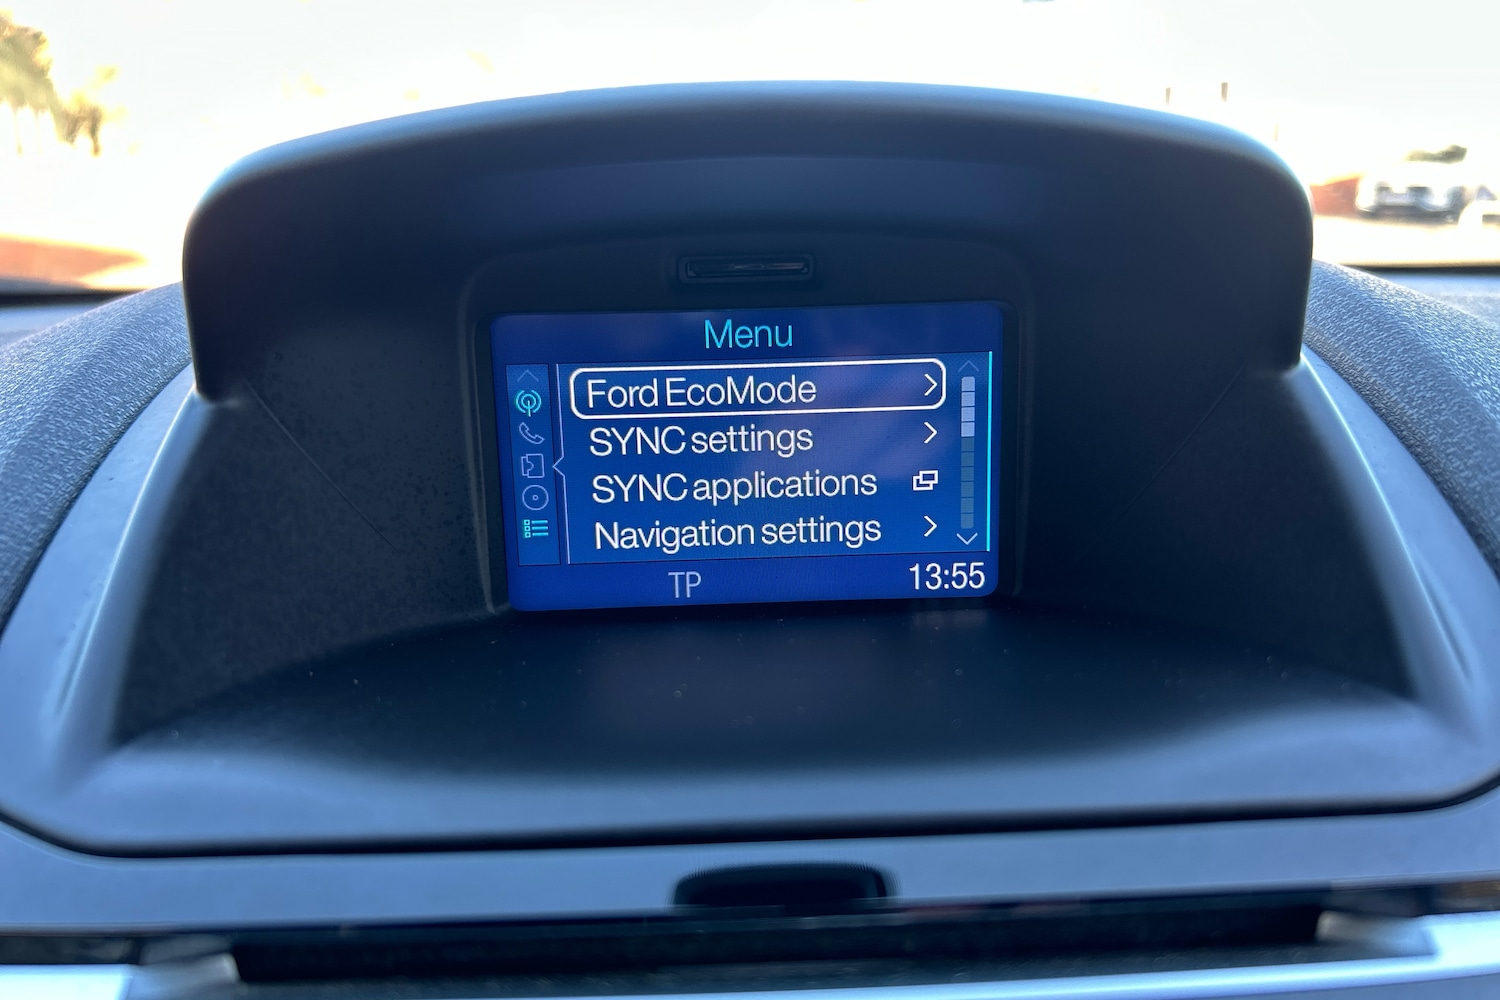 Menu
Ford EcoMode
SYNC settings
SYNC applications
Navigation settings
TP
13:55